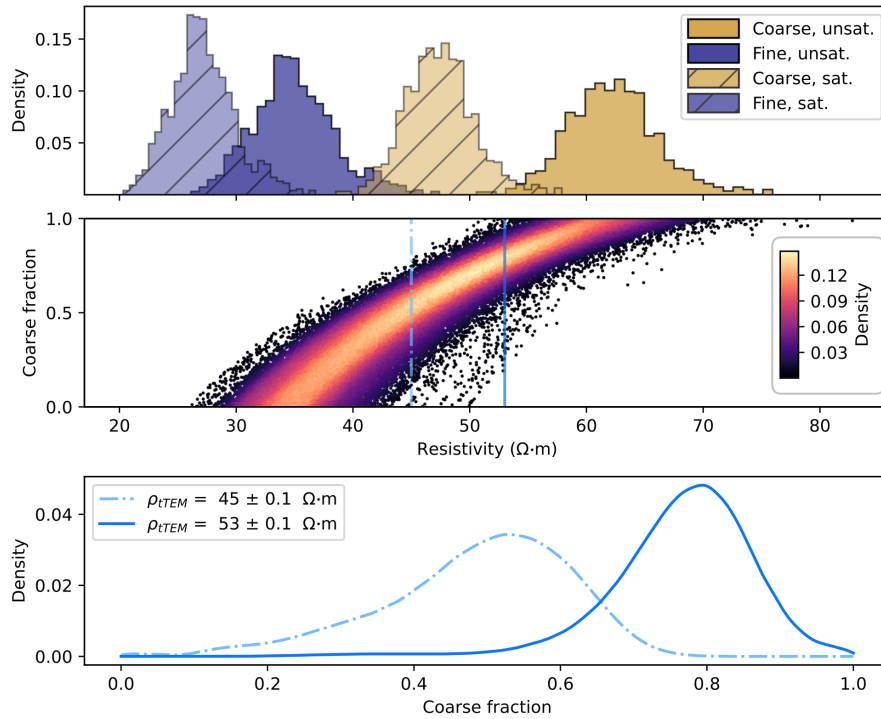 0.15
0.10
0.05
Density
Coarse, unsat.
Fine, unsat.
Coarse, sat.
Fine, sat.
1.0
0.5
0.0
Coarse fraction
0.12
0.09
0.06
0.03
Density
20 30 40 50 60 70 80
Resistivity (Ω·m)
0.04
0.02
0.00
Density
ρtTEM = 45 ± 0.1 Ω·m
ρtTEM = 53 ± 0.1 Ω·m
0.0 0.2 0.4 0.6 0.8 1.0
Coarse fraction